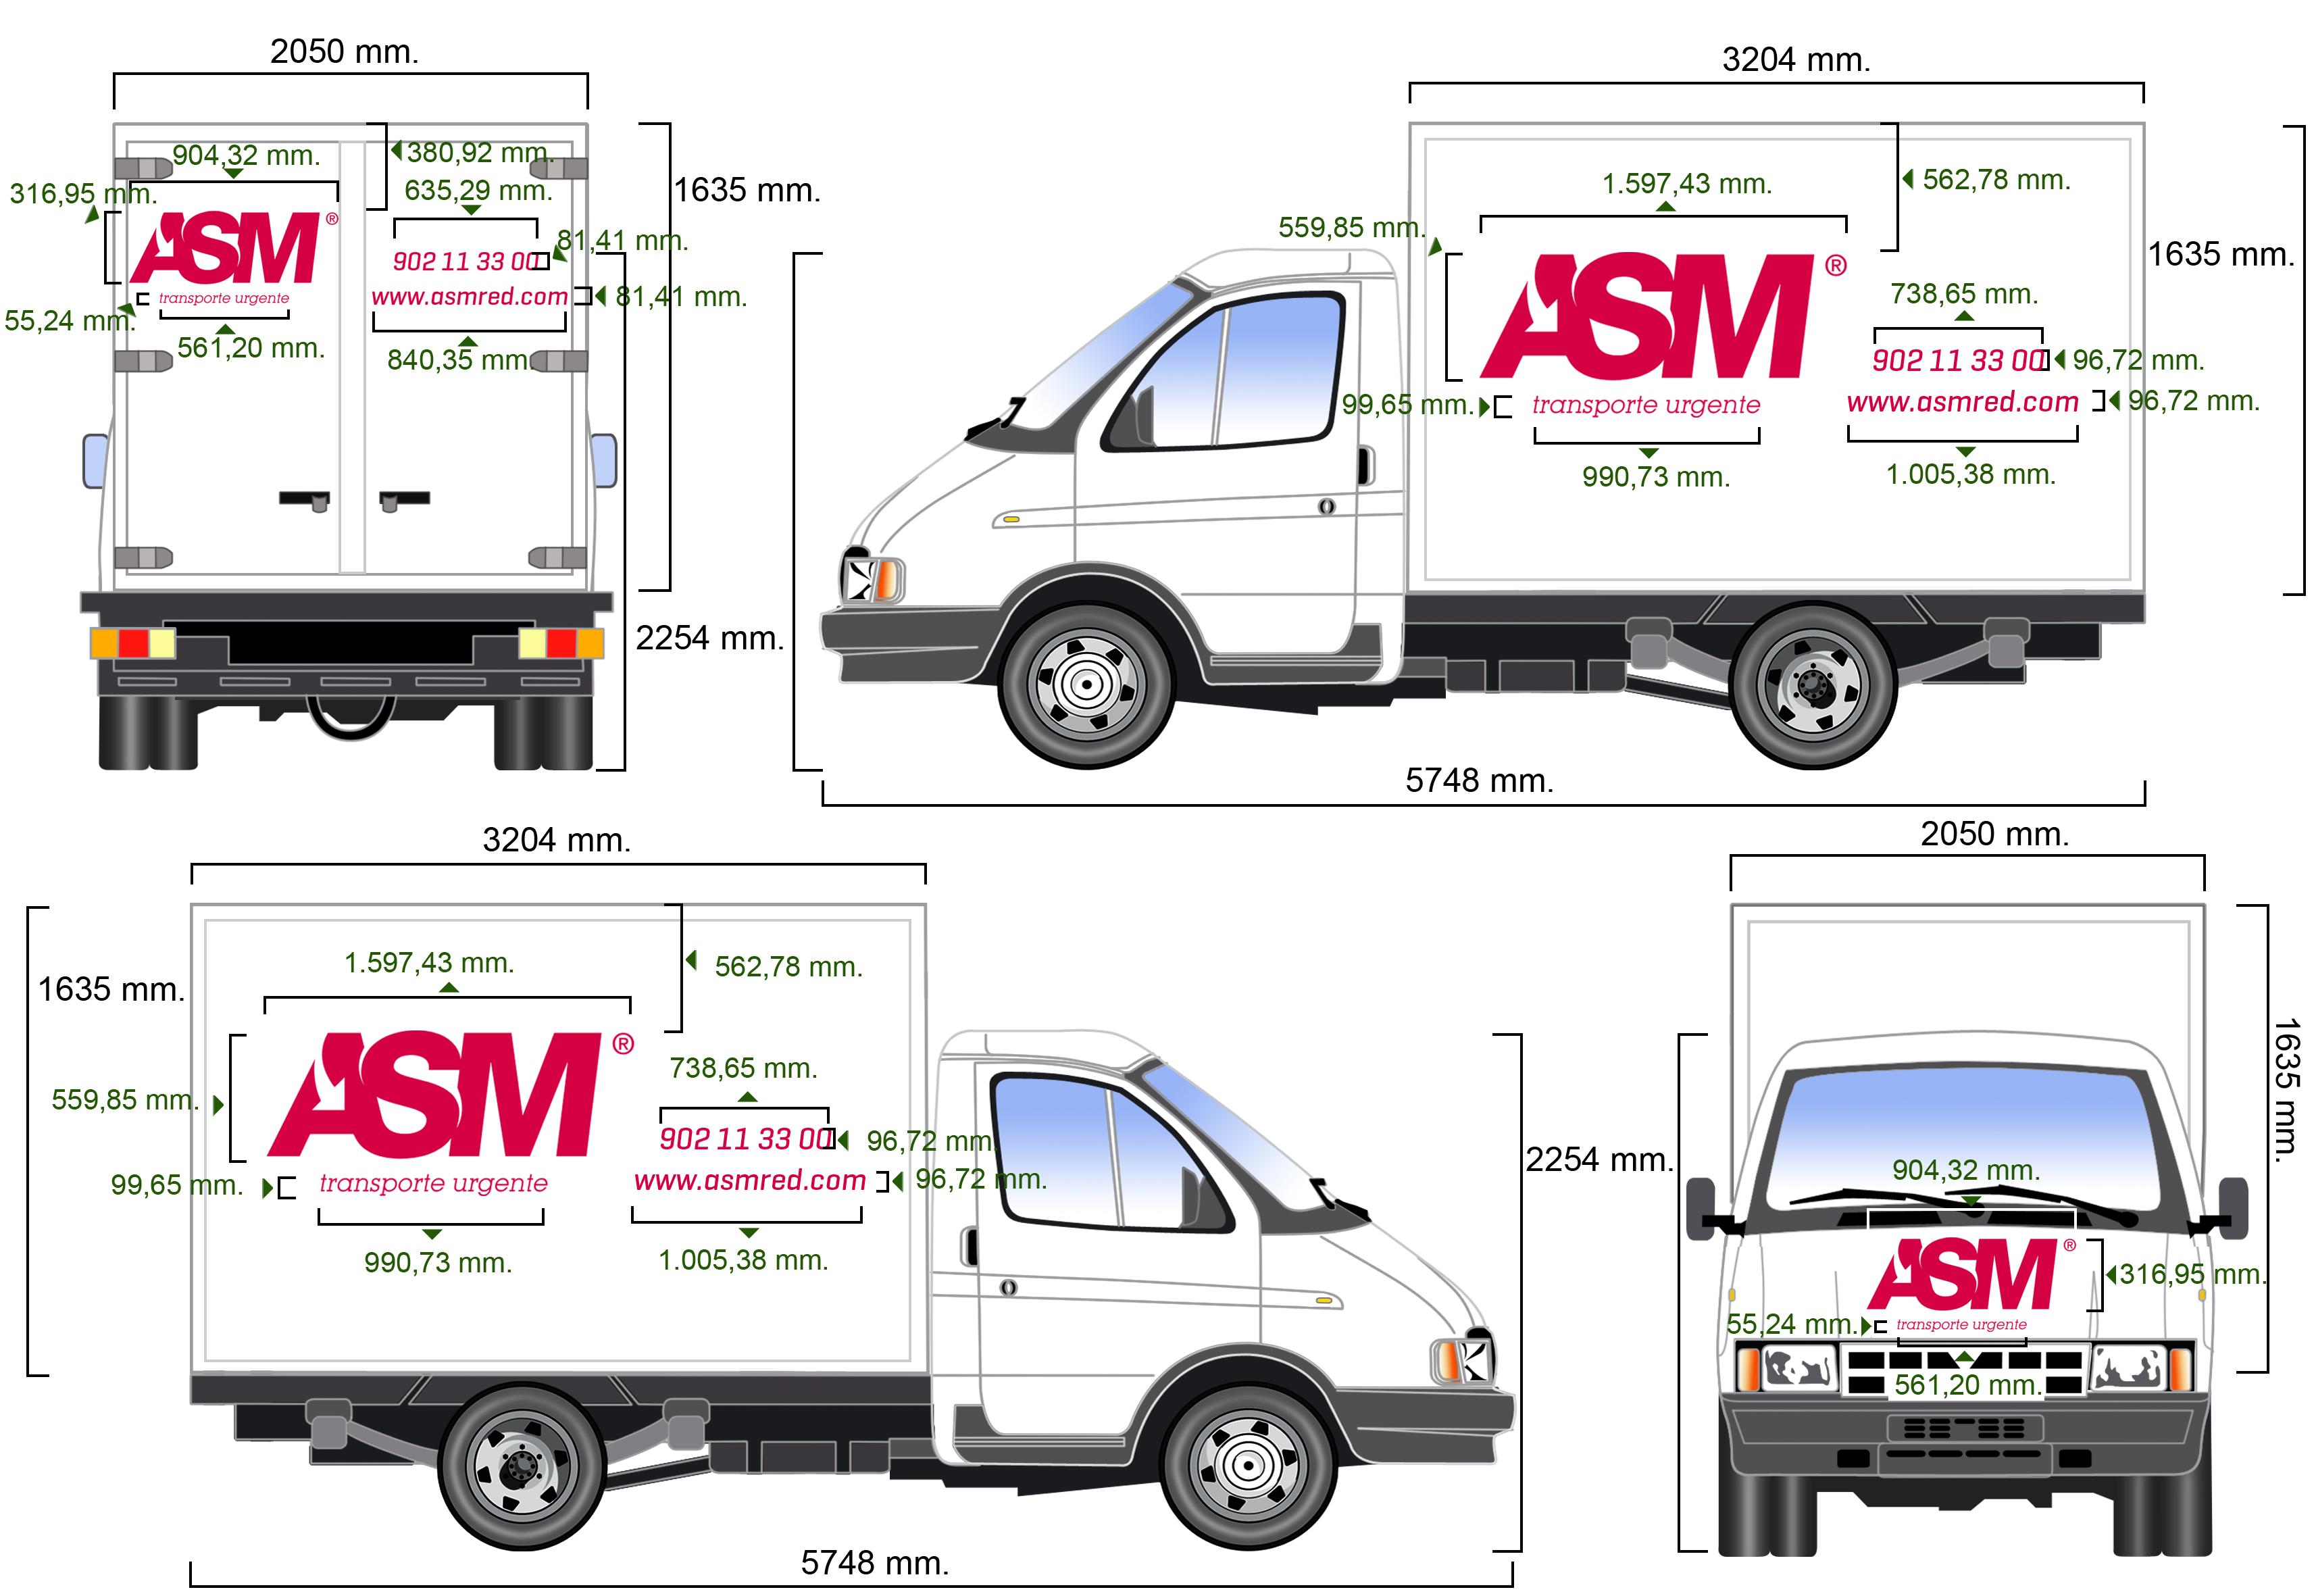 2050 mm.
904,32 mm.
380,92 mm.
316,95 mm.
635,29 mm.
1635 mm.
ASM ®
81,41 mm.
902 11 33 00
transporte urgente
www.asmred.com
81,41 mm.
55,24 mm.
561,20 mm.
840,35 mm.
2254 mm.
3204 mm.
1.597,43 mm.
562,78 mm.
559,85 mm.
1635 mm.
ASM ®
738,65 mm.
902 11 33 00
96,72 mm.
99,65 mm.
transporte urgente
www.asmred.com
96,72 mm.
990,73 mm.
1.005,38 mm.
5748 mm.
3204 mm.
1.597,43 mm.
562,78 mm.
1635 mm.
ASM ®
738,65 mm.
559,85 mm.
902 11 33 00
96,72 mm.
99,65 mm.
transporte urgente
www.asmred.com
96,72 mm.
990,73 mm.
1.005,38 mm.
2254 mm.
5748 mm.
2050 mm.
1635 mm.
904,32 mm.
ASM ®
316,95 mm.
55,24 mm.
transporte urgente
561,20 mm.